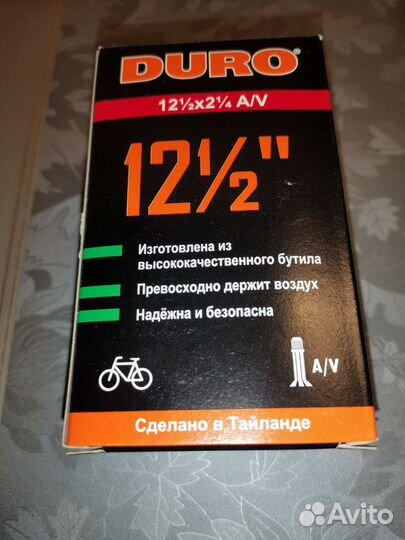 DURO®
12½x2¼ A/V
12½"
Изготовлена из
высококачественного бутила
Превосходно держит воздух
Надёжна и безопасна
A/V
Сделано в Тайланде
Avito